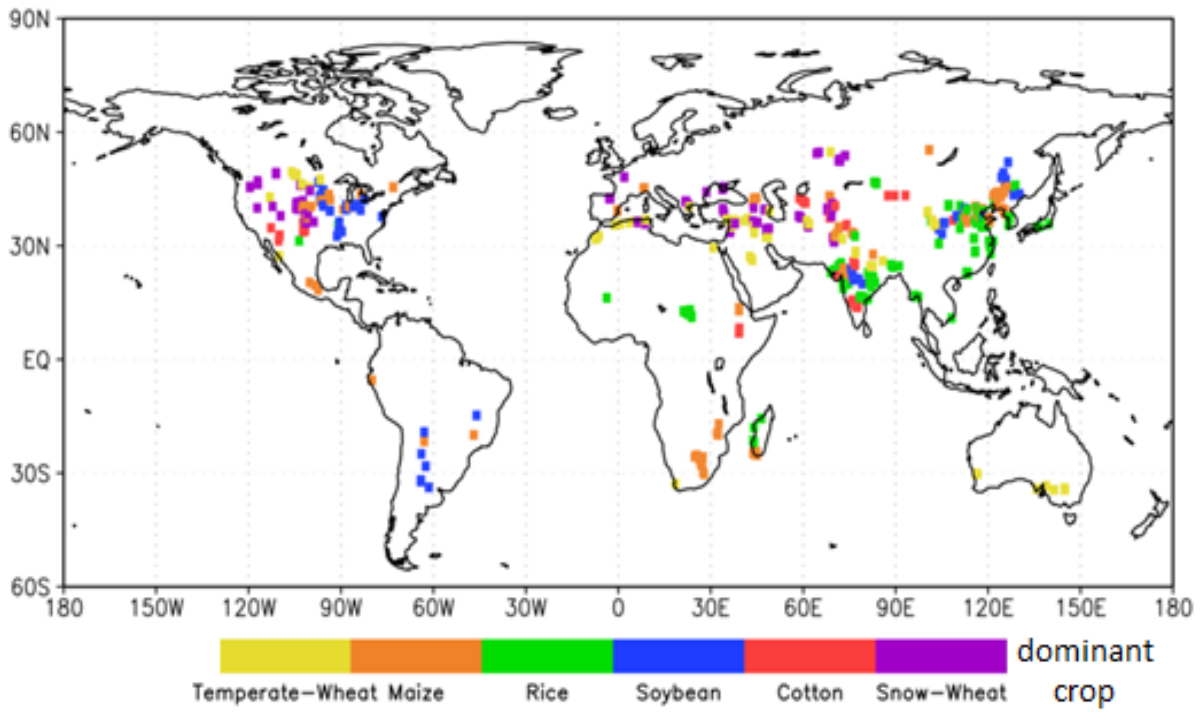 90N
60N
30N
EQ
30S
60S
180 150W 120W 90W 60W 30W 0 30E 60E 90E 120E 150E 180
dominant
Temperate-Wheat Maize Rice Soybean Cotton Snow-Wheat crop